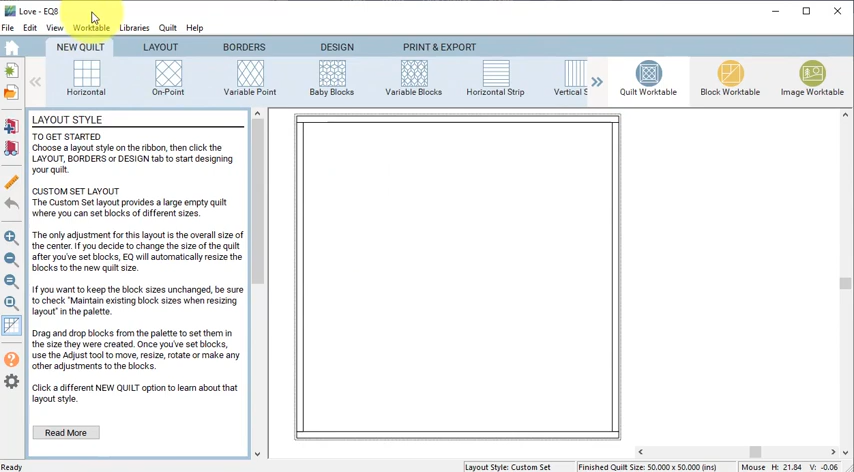 Love - EQ8
File Edit View Worktable Libraries Quilt Help
NEW QUILT LAYOUT BORDERS DESIGN PRINT & EXPORT
Horizontal On-Point Variable Point Baby Blocks Variable Blocks Horizontal Strip Vertical S Quilt Worktable Block Worktable Image Worktable
LAYOUT STYLE
TO GET STARTED
Choose a layout style on the ribbon, then click the
LAYOUT, BORDERS or DESIGN tab to start designing
your quilt.
CUSTOM SET LAYOUT
The Custom Set layout provides a large empty quilt
where you can set blocks of different sizes.
The only adjustment for this layout is the overall size of
the center. If you decide to change the size of the quilt
after you've set blocks, EQ will automatically resize the
blocks to the new quilt size.
If you want to keep the block sizes unchanged, be sure
to check "Maintain existing block sizes when resizing
layout" in the palette.
Drag and drop blocks from the palette to set them in
the size they were created. Once you've set blocks,
use the Adjust tool to move, resize, rotate or make any
other adjustments to the blocks.
Click a different NEW QUILT option to learn about that
layout style.
Read More
Ready Layout Style: Custom Set Finished Quilt Size: 50.000 x 50.000 (ins) Mouse H: 21.84 V: -0.06